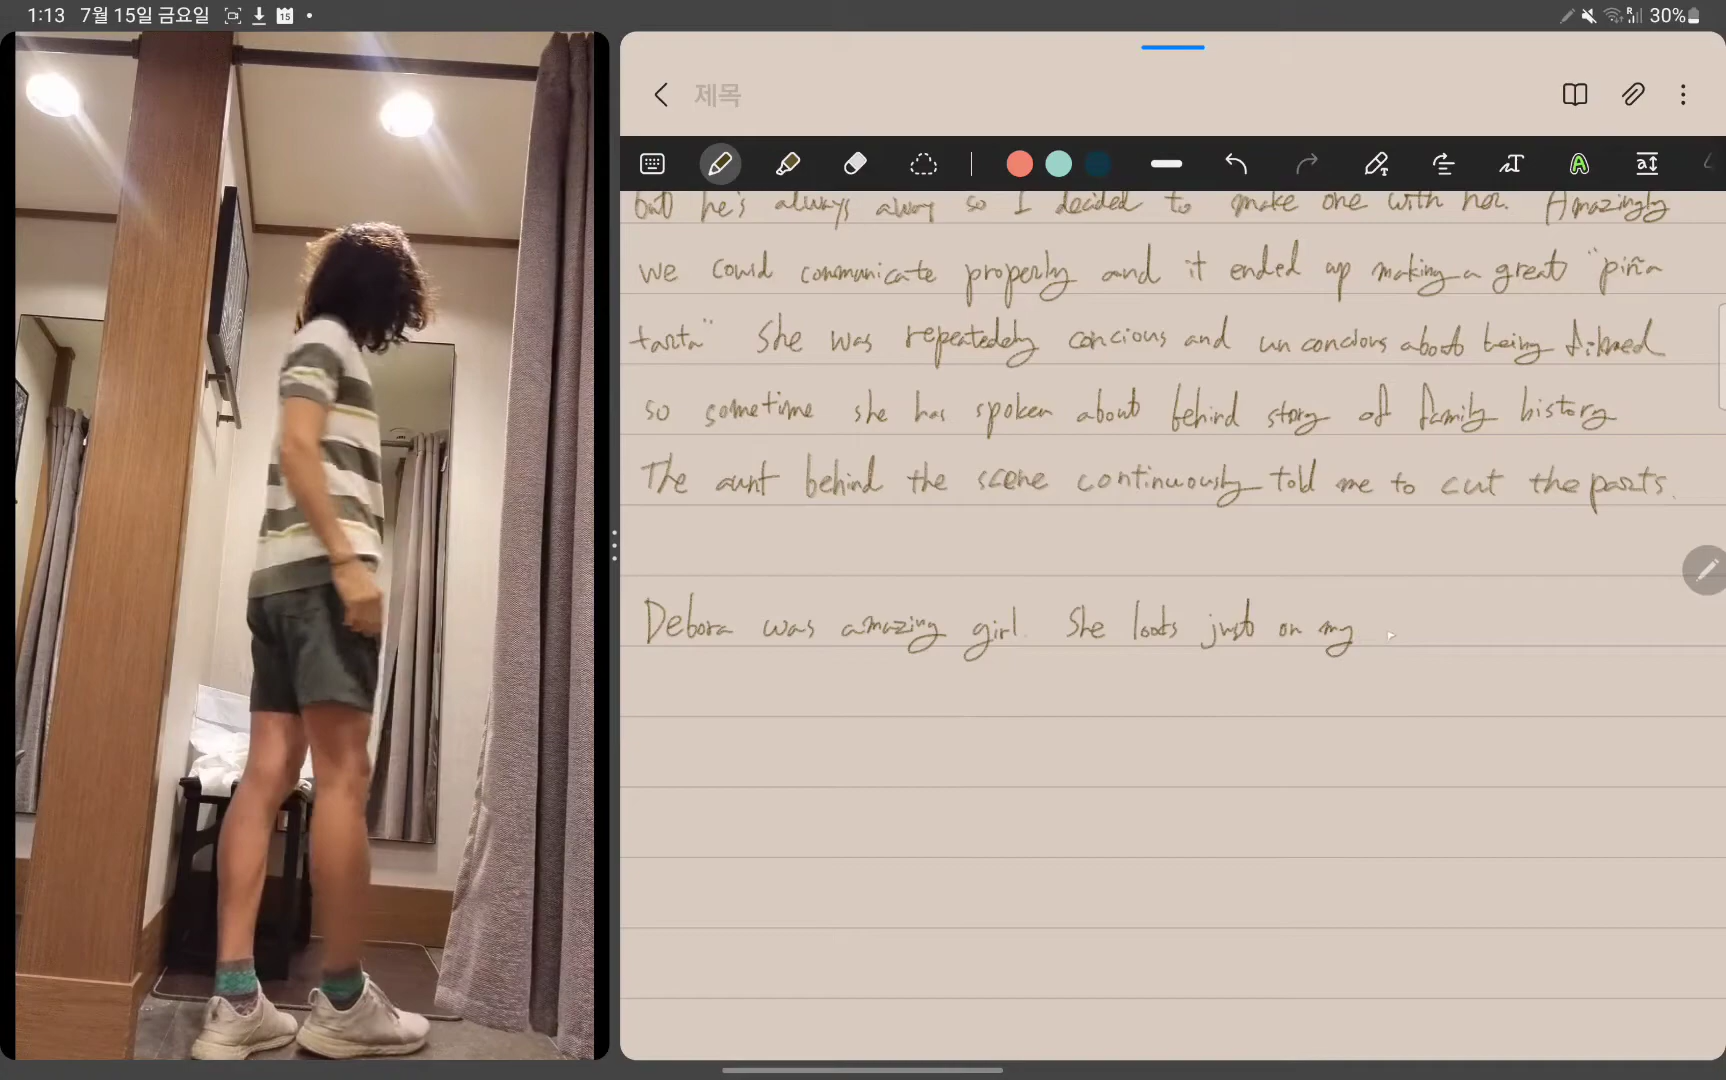 1:13 7월 15일 금요일 15
R 30%
제목
but he's always away so I decided to make one with her. Amazingly
we could communicate properly and it ended up making a great "piña
tarta" She was repeatedely concious and unconcious about being filmed
so sometime she has spoken about behind story of family history
The aunt behind the scene continuously told me to cut the parts.
Debora was amazing girl. She looks just on my